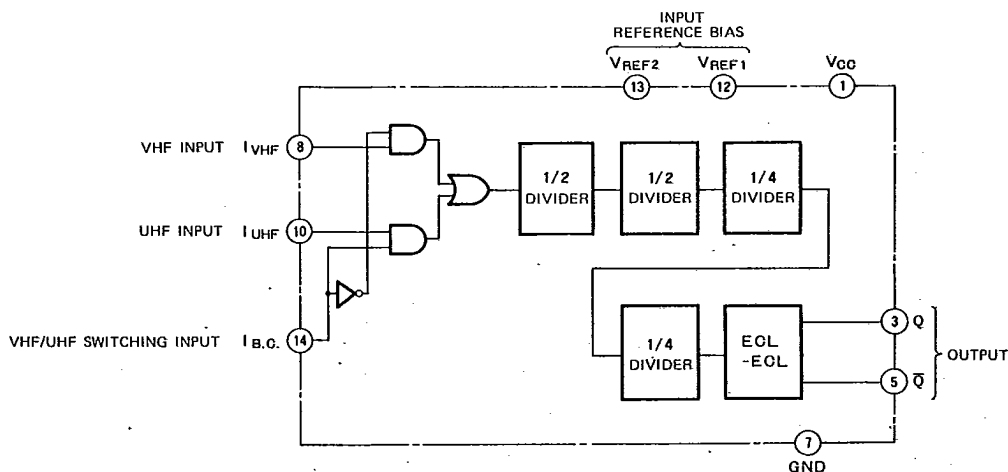 INPUT
REFERENCE BIAS
VREF2
VREF1
VCC
13
12
1
VHF INPUT IVHF 8
UHF INPUT IUHF 10
VHF/UHF SWITCHING INPUT IB.C. 14
1/2
DIVIDER
1/2
DIVIDER
1/4
DIVIDER
1/4
DIVIDER
ECL
-ECL
3 Q
5 Q̅
OUTPUT
7
GND